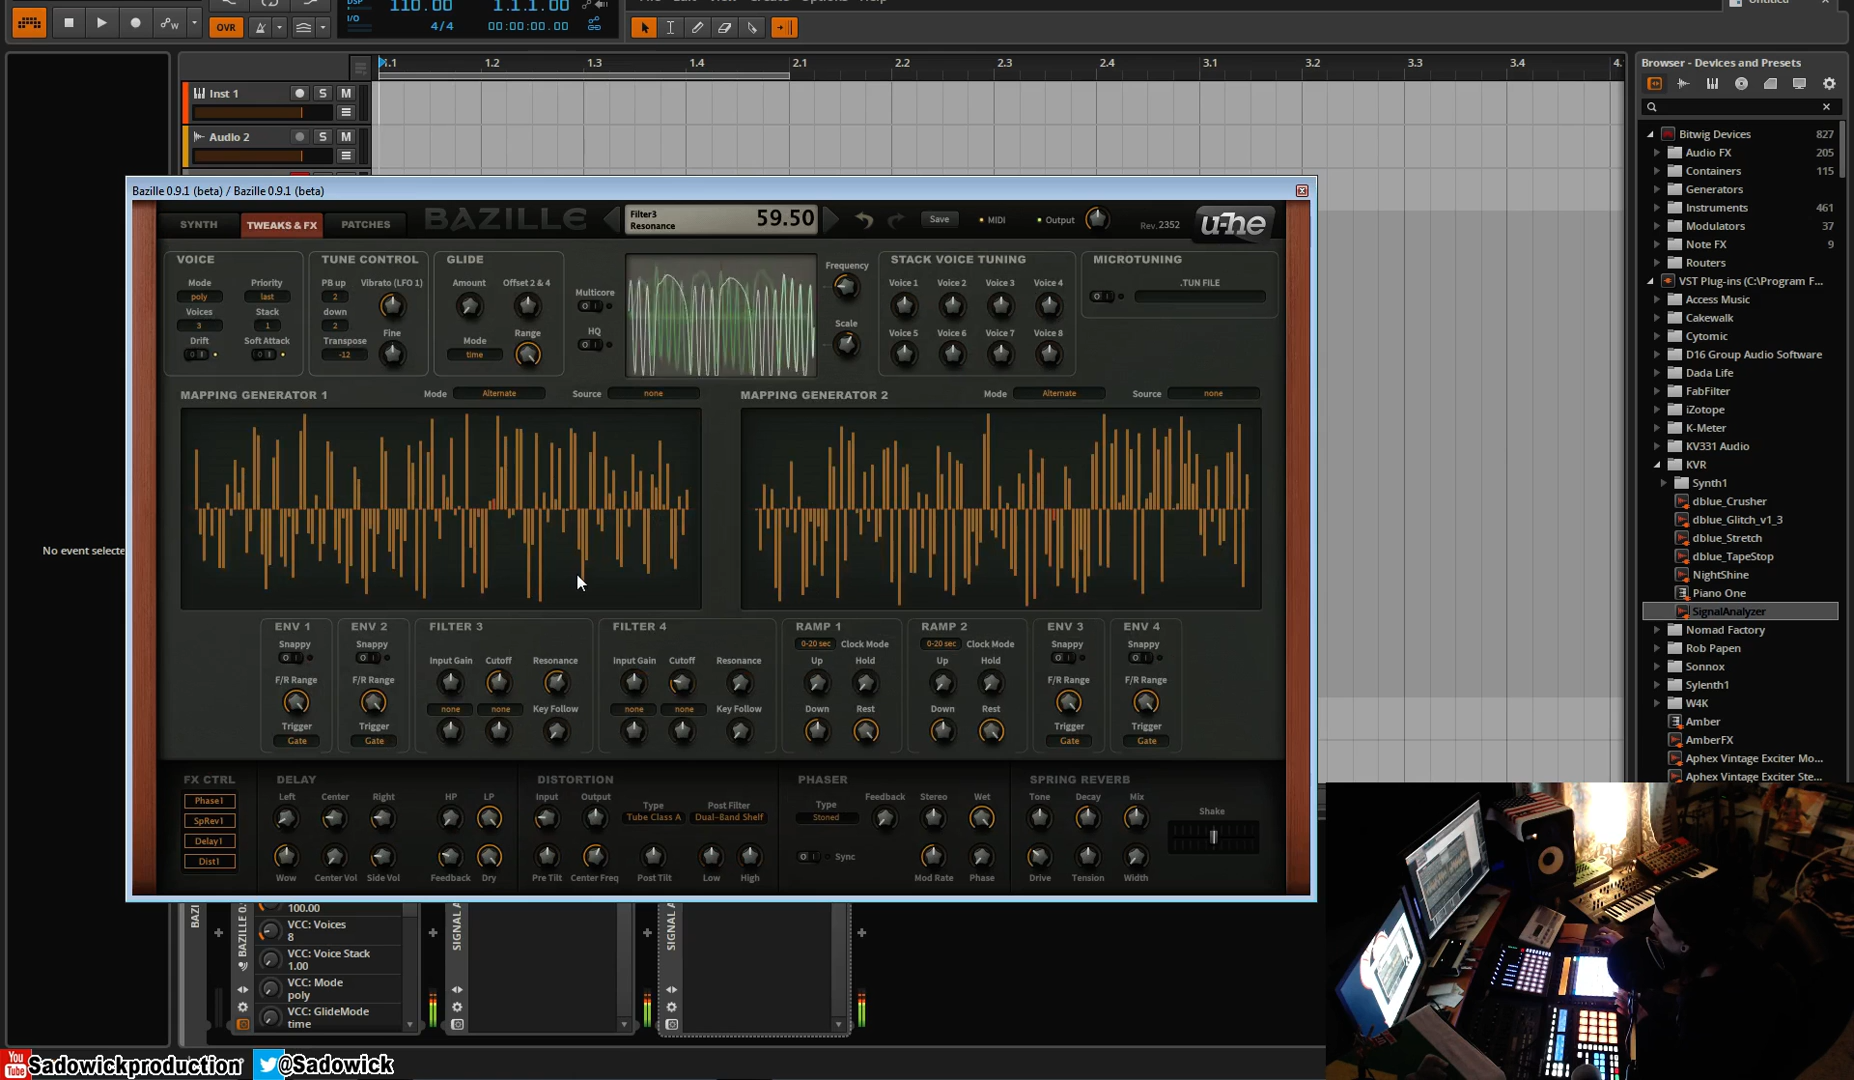 DSP
I/O
110.00
4/4
1.1.1.00
00:00:00.00
Untitled
OVR
1.1 1.2 1.3 1.4 2.1 2.2 2.3 2.4 3.1 3.2 3.3 3.4 4.
Inst 1 S M
Audio 2 S M
No event selecte
Browser - Devices and Presets
Bitwig Devices 827
Audio FX 205
Containers 115
Generators
Instruments 461
Modulators 37
Note FX 9
Routers
VST Plug-ins (C:\Program F...
Access Music
Cakewalk
Cytomic
D16 Group Audio Software
Dada Life
FabFilter
iZotope
K-Meter
KV331 Audio
KVR
Synth1
dblue_Crusher
dblue_Glitch_v1_3
dblue_Stretch
dblue_TapeStop
NightShine
Piano One
SignalAnalyzer
Nomad Factory
Rob Papen
Sonnox
Sylenth1
W4K
Amber
AmberFX
Aphex Vintage Exciter Mo...
Aphex Vintage Exciter Ste...
Bazille 0.9.1 (beta) / Bazille 0.9.1 (beta)
SYNTH TWEAKS & FX PATCHES
BAZILLE
Filter3
Resonance
59.50
Save MIDI Output
Rev.2352
u-he
VOICE
Mode Priority
poly last
Voices Stack
3 1
Drift Soft Attack
TUNE CONTROL
PB up Vibrato (LFO 1)
2
down
2 Fine
Transpose
-12
GLIDE
Amount Offset 2 & 4
Range
Mode
time
Multicore
HQ
Frequency
Scale
STACK VOICE TUNING
Voice 1 Voice 2 Voice 3 Voice 4
Voice 5 Voice 6 Voice 7 Voice 8
MICROTUNING
.TUN FILE
MAPPING GENERATOR 1 Mode Alternate Source none
MAPPING GENERATOR 2 Mode Alternate Source none
ENV 1
Snappy
F/R Range
Trigger
Gate
ENV 2
Snappy
F/R Range
Trigger
Gate
FILTER 3
Input Gain Cutoff Resonance
none none Key Follow
FILTER 4
Input Gain Cutoff Resonance
none none Key Follow
RAMP 1
0-20 sec Clock Mode
Up Hold
Down Rest
RAMP 2
0-20 sec Clock Mode
Up Hold
Down Rest
ENV 3
Snappy
F/R Range
Trigger
Gate
ENV 4
Snappy
F/R Range
Trigger
Gate
FX CTRL
Phase1
SpRev1
Delay1
Dist1
DELAY
Left Center Right HP LP
Wow Center Vol Side Vol Feedback Dry
DISTORTION
Input Output Type Post Filter
Tube Class A Dual-Band Shelf
Pre Tilt Center Freq Post Tilt Low High
PHASER
Type Feedback Stereo Wet
Stoned
Sync
Mod Rate Phase
SPRING REVERB
Tone Decay Mix
Shake
Drive Tension Width
BAZI
BAZILLE 0.
100.00
VCC: Voices
8
VCC: Voice Stack
1.00
VCC: Mode
poly
VCC: GlideMode
time
SIGNAL A
SIGNAL A
You Tube Sadowickproduction @Sadowick